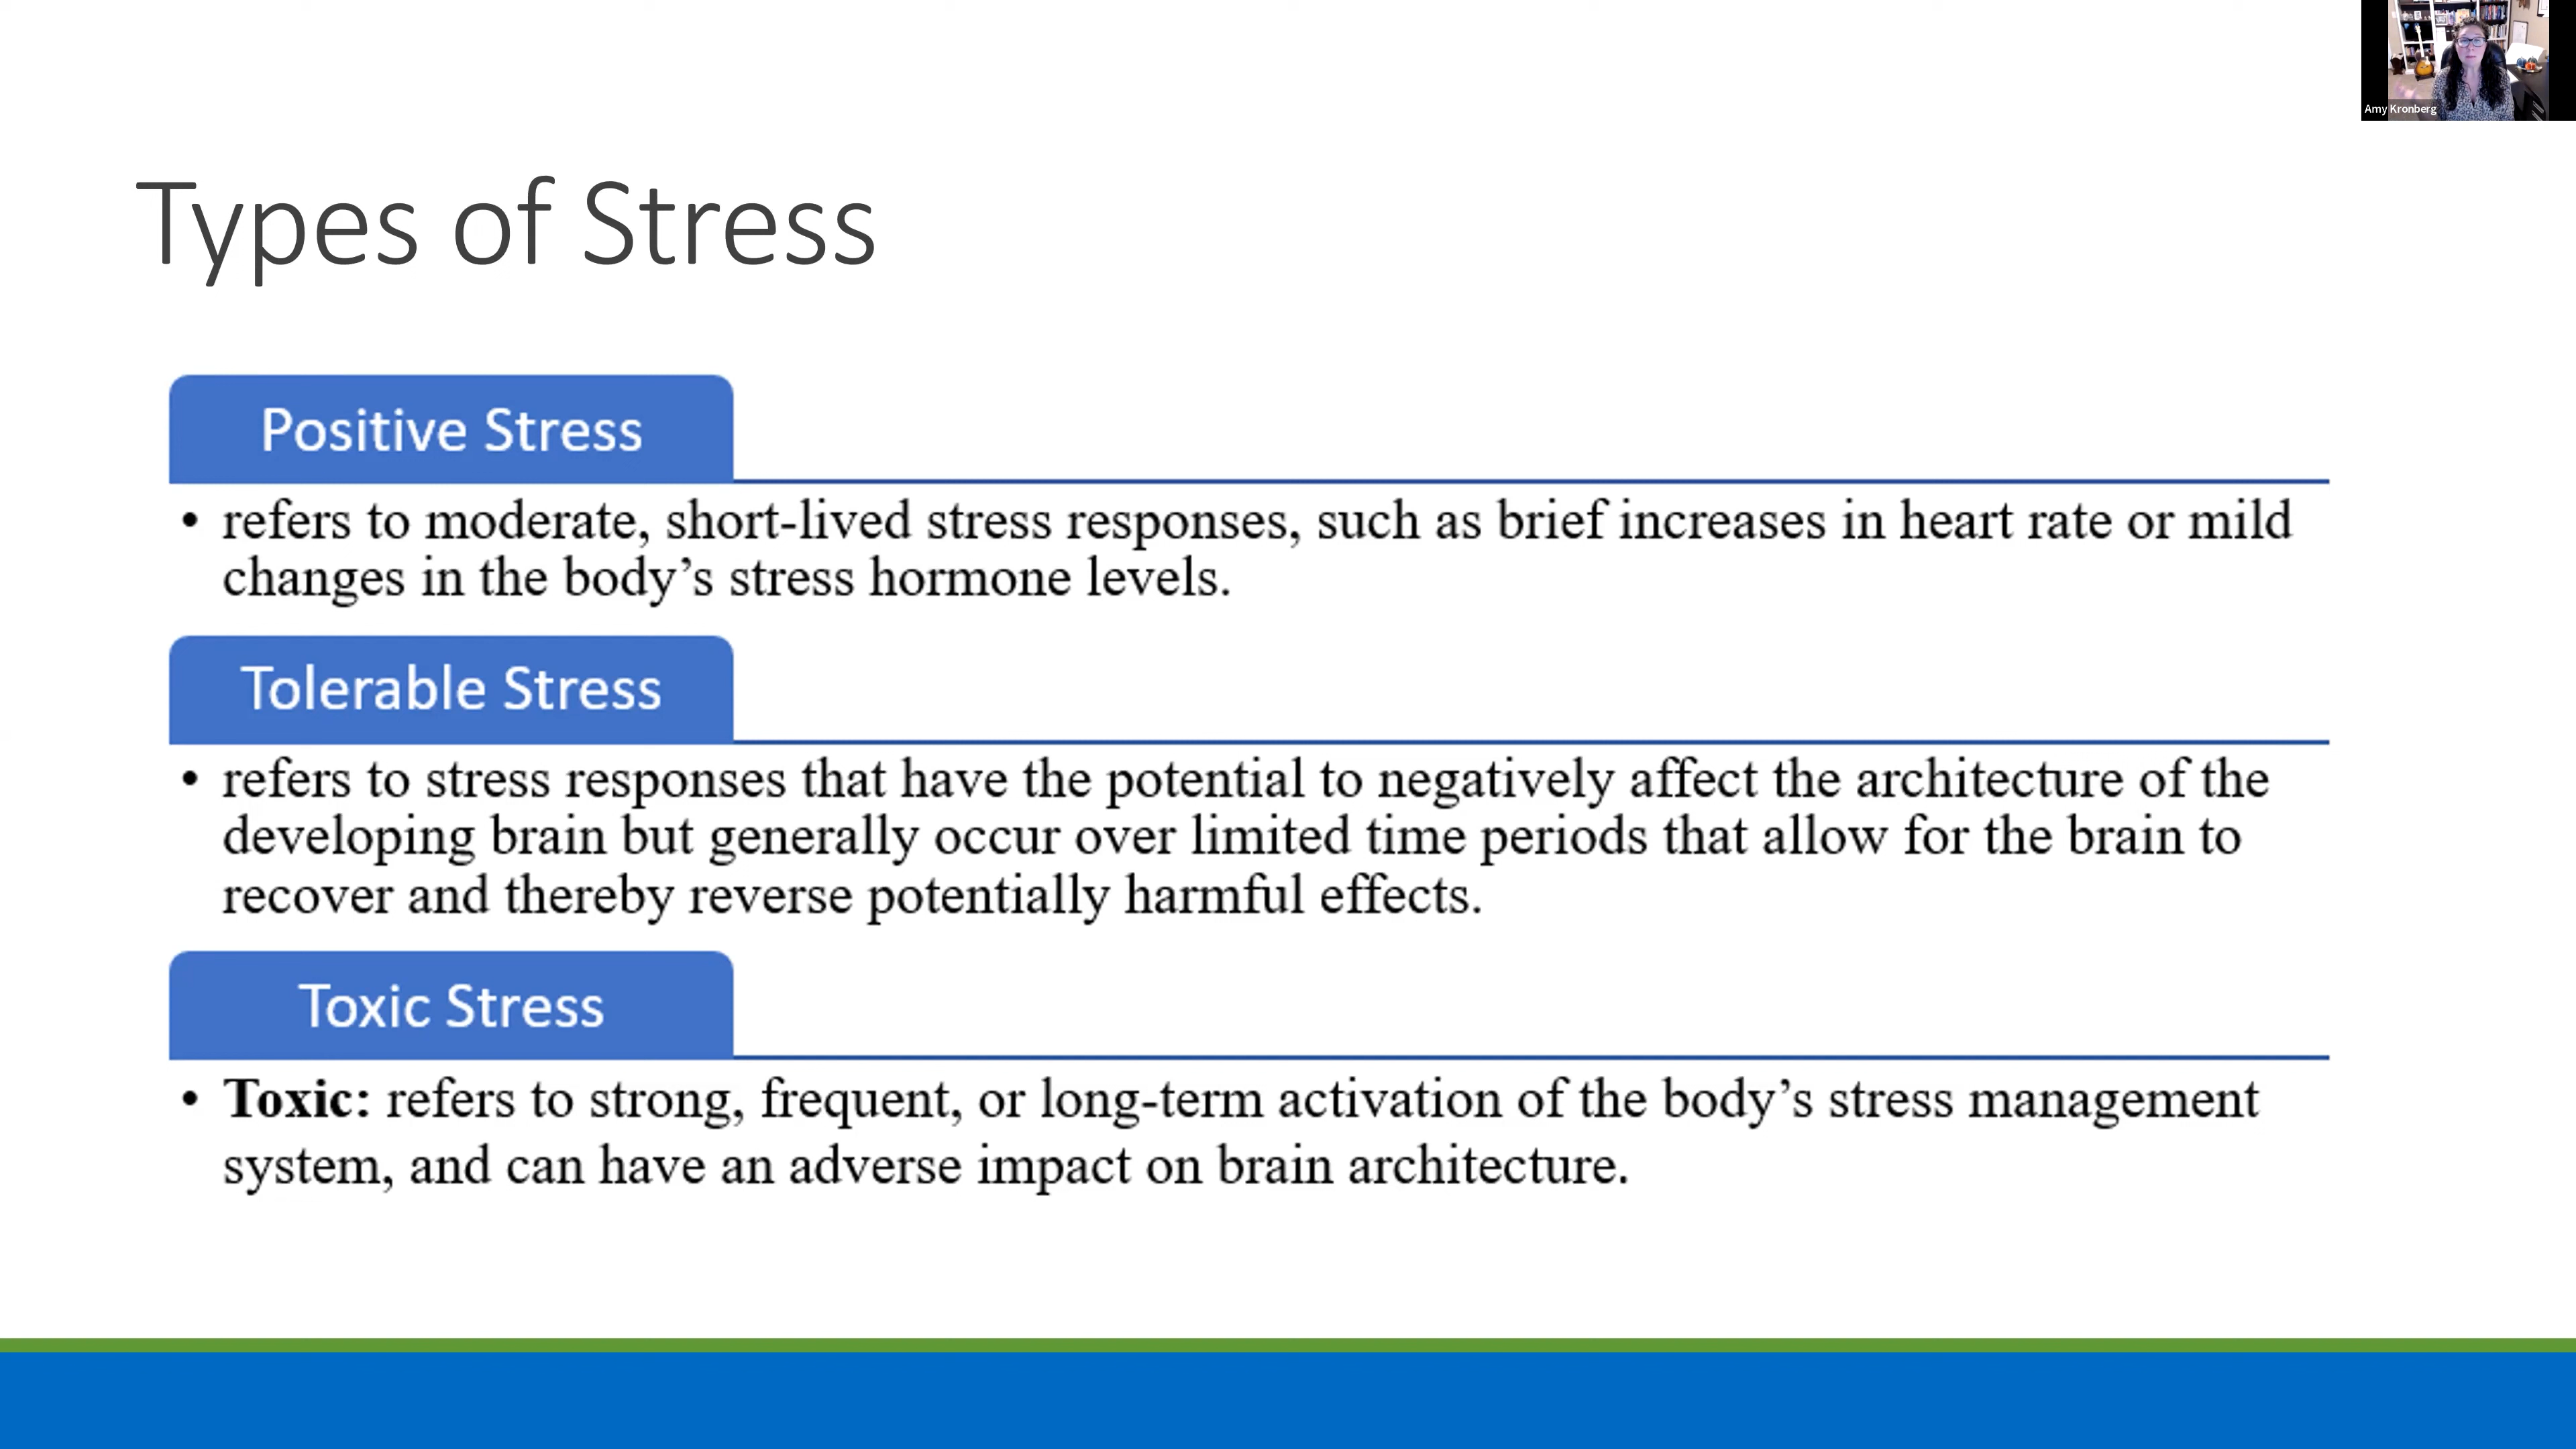 Amy Kronberg
Types of Stress
Positive Stress
• refers to moderate, short-lived stress responses, such as brief increases in heart rate or mild
changes in the body’s stress hormone levels.
Tolerable Stress
• refers to stress responses that have the potential to negatively affect the architecture of the
developing brain but generally occur over limited time periods that allow for the brain to
recover and thereby reverse potentially harmful effects.
Toxic Stress
• Toxic: refers to strong, frequent, or long-term activation of the body’s stress management
system, and can have an adverse impact on brain architecture.